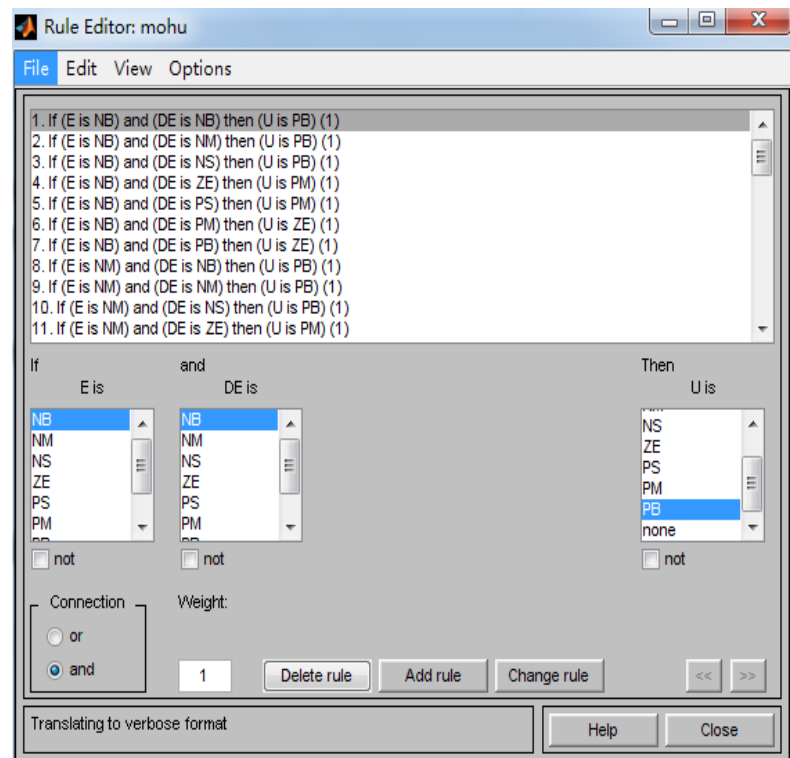 Rule Editor: mohu
File Edit View Options
1. If (E is NB) and (DE is NB) then (U is PB) (1)
2. If (E is NB) and (DE is NM) then (U is PB) (1)
3. If (E is NB) and (DE is NS) then (U is PB) (1)
4. If (E is NB) and (DE is ZE) then (U is PM) (1)
5. If (E is NB) and (DE is PS) then (U is PM) (1)
6. If (E is NB) and (DE is PM) then (U is ZE) (1)
7. If (E is NB) and (DE is PB) then (U is ZE) (1)
8. If (E is NM) and (DE is NB) then (U is PB) (1)
9. If (E is NM) and (DE is NM) then (U is PB) (1)
10. If (E is NM) and (DE is NS) then (U is PB) (1)
11. If (E is NM) and (DE is ZE) then (U is PM) (1)
If
E is
NB
NM
NS
ZE
PS
PM
not
and
DE is
NB
NM
NS
ZE
PS
PM
not
Then
U is
NS
ZE
PS
PM
PB
none
not
Connection
or
and
Weight:
1
Delete rule
Add rule
Change rule
<<
>>
Translating to verbose format
Help
Close